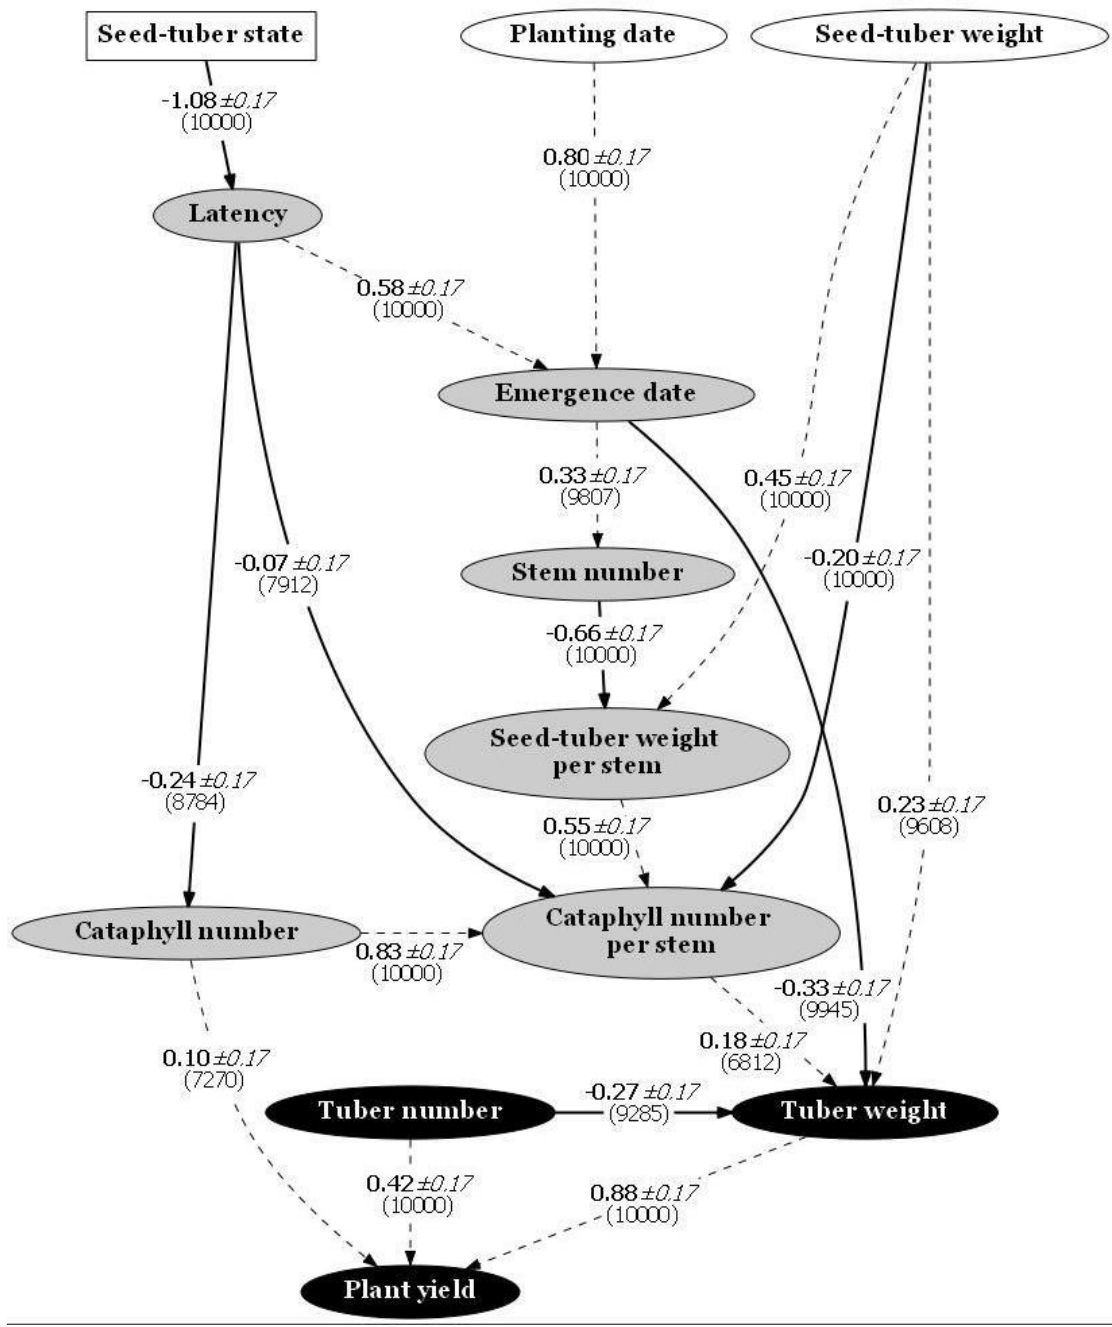 Seed-tuber state
Planting date
Seed-tuber weight
-1.08 ±0.17
(10000)
0.80 ±0.17
(10000)
Latency
0.58 ±0.17
(10000)
Emergence date
0.33 ±0.17
(9807)
0.45 ±0.17
(10000)
-0.07 ±0.17
(7912)
-0.20 ±0.17
(10000)
Stem number
-0.66 ±0.17
(10000)
Seed-tuber weight
per stem
-0.24 ±0.17
(8784)
0.55 ±0.17
(10000)
0.23 ±0.17
(9608)
Cataphyll number
Cataphyll number
per stem
0.83 ±0.17
(10000)
-0.33 ±0.17
(9945)
0.18 ±0.17
(6812)
0.10 ±0.17
(7270)
Tuber number
-0.27 ±0.17
(9285)
Tuber weight
0.42 ±0.17
(10000)
0.88 ±0.17
(10000)
Plant yield